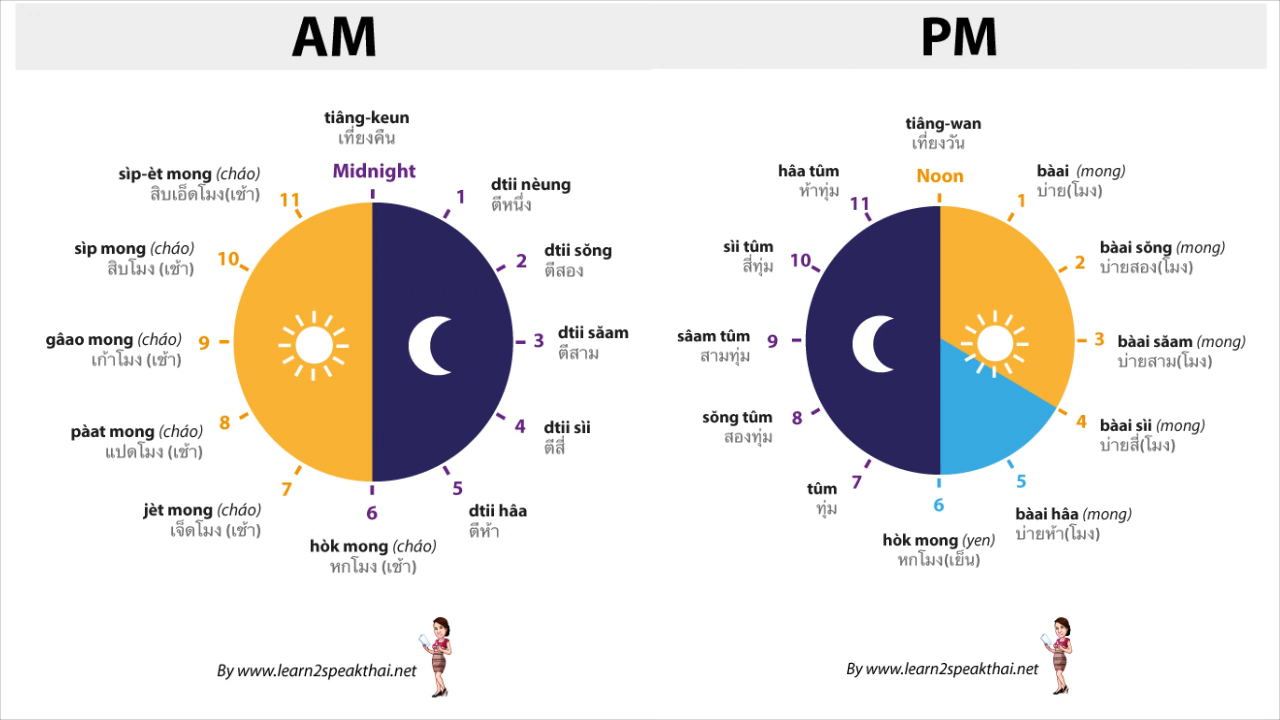 AM
tiâng-keun
เที่ยงคืน
Midnight
1
dtii nèung
ตีหนึ่ง
2
dtii sŏng
ตีสอง
3
dtii săam
ตีสาม
4
dtii sìi
ตีสี่
5
dtii hâa
ตีห้า
6
hòk mong (cháo)
หกโมง (เช้า)
7
jèt mong (cháo)
เจ็ดโมง (เช้า)
8
pàat mong (cháo)
แปดโมง (เช้า)
9
gâao mong (cháo)
เก้าโมง (เช้า)
10
sìp mong (cháo)
สิบโมง (เช้า)
11
sìp-èt mong (cháo)
สิบเอ็ดโมง(เช้า)
By www.learn2speakthai.net
PM
tiâng-wan
เที่ยงวัน
Noon
1
bàai (mong)
บ่าย(โมง)
2
bàai sŏng (mong)
บ่ายสอง(โมง)
3
bàai săam (mong)
บ่ายสาม(โมง)
4
bàai sìi (mong)
บ่ายสี่(โมง)
5
bàai hâa (mong)
บ่ายห้า(โมง)
6
hòk mong (yen)
หกโมง(เย็น)
7
tûm
ทุ่ม
8
sŏng tûm
สองทุ่ม
9
sâam tûm
สามทุ่ม
10
sìi tûm
สี่ทุ่ม
11
hâa tûm
ห้าทุ่ม
By www.learn2speakthai.net